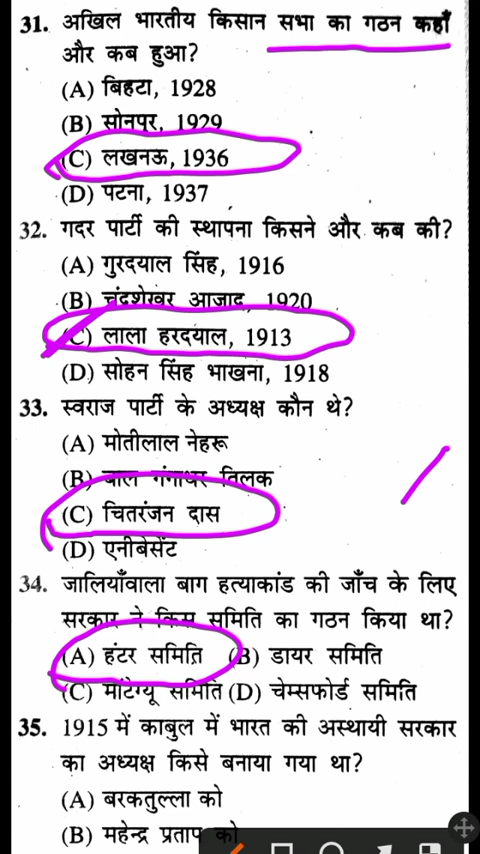 31. अखिल भारतीय किसान सभा का गठन कहाँ
और कब हुआ?
(A) बिहटा, 1928
(B) सोनपुर, 1929
(C) लखनऊ, 1936
(D) पटना, 1937
32. गदर पार्टी की स्थापना किसने और कब की?
(A) गुरदयाल सिंह, 1916
(B) चंद्रशेखर आजाद, 1920
(C) लाला हरदयाल, 1913
(D) सोहन सिंह भाखना, 1918
33. स्वराज पार्टी के अध्यक्ष कौन थे?
(A) मोतीलाल नेहरू
(B) बाल गंगाधर तिलक
(C) चितरंजन दास
(D) एनीबेसेंट
34. जालियाँवाला बाग हत्याकांड की जाँच के लिए
सरकार ने किस समिति का गठन किया था?
(A) हंटर समिति (B) डायर समिति
(C) मांटेग्यू समिति (D) चेम्सफोर्ड समिति
35. 1915 में काबुल में भारत की अस्थायी सरकार
का अध्यक्ष किसे बनाया गया था?
(A) बरकतुल्ला को
(B) महेन्द्र प्रताप को